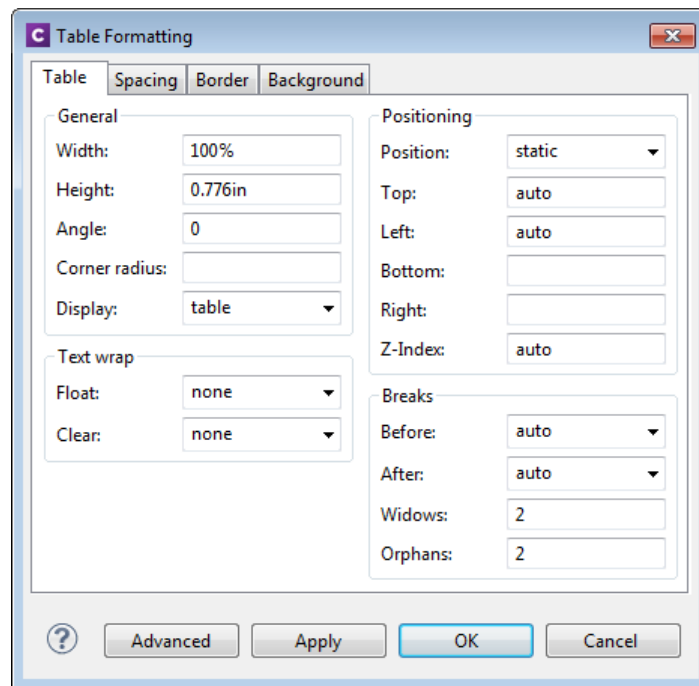 C Table Formatting
Table Spacing Border Background
General
Width: 100%
Height: 0.776in
Angle: 0
Corner radius:
Display: table
Text wrap
Float: none
Clear: none
Positioning
Position: static
Top: auto
Left: auto
Bottom:
Right:
Z-Index: auto
Breaks
Before: auto
After: auto
Widows: 2
Orphans: 2
? Advanced Apply OK Cancel